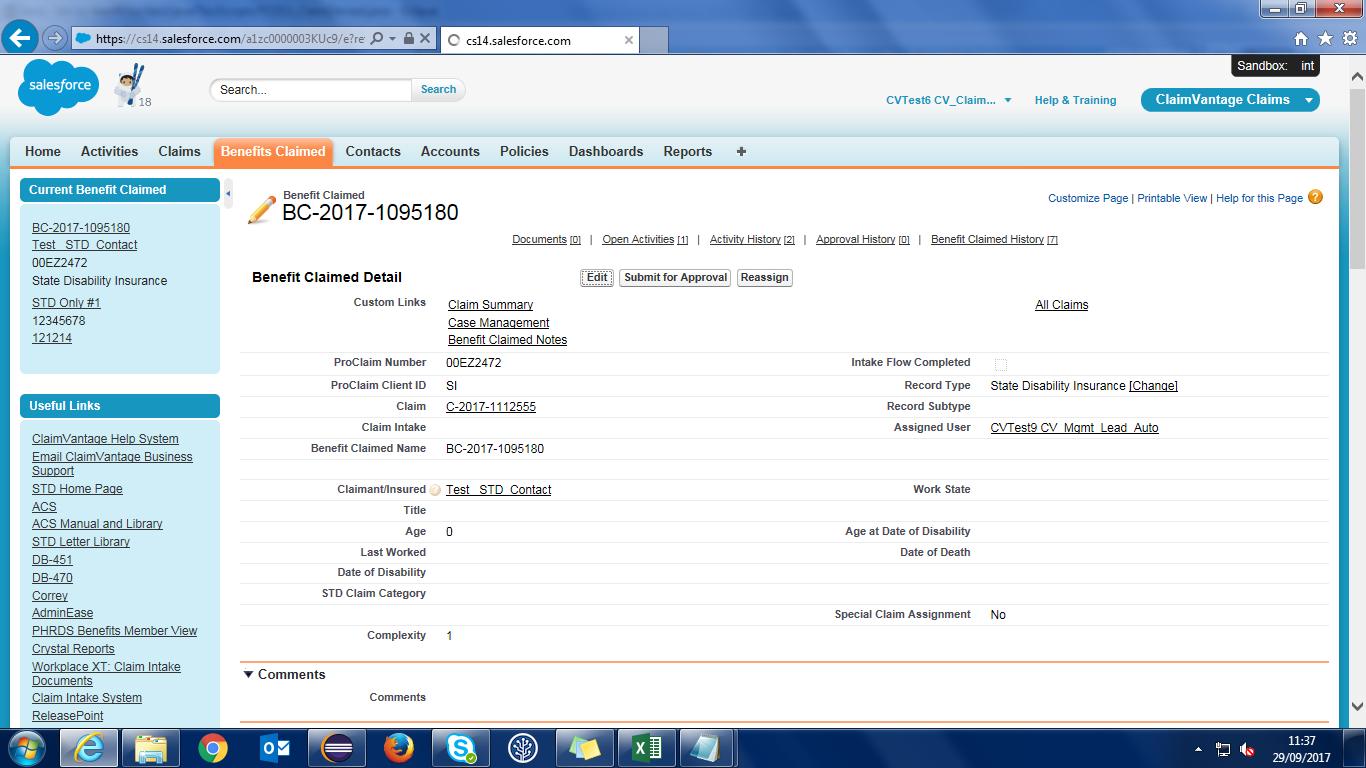 https://cs14.salesforce.com/a1zc0000003KUc9/e?re
cs14.salesforce.com
Sandbox: int
salesforce
18
Search...
Search
CVTest6 CV_Claim...
Help & Training
ClaimVantage Claims
Home
Activities
Claims
Benefits Claimed
Contacts
Accounts
Policies
Dashboards
Reports
+
Current Benefit Claimed
BC-2017-1095180
Test_ STD_Contact
00EZ2472
State Disability Insurance
STD Only #1
12345678
121214
Useful Links
ClaimVantage Help System
Email ClaimVantage Business
Support
STD Home Page
ACS
ACS Manual and Library
STD Letter Library
DB-451
DB-470
Correy
AdminEase
PHRDS Benefits Member View
Crystal Reports
Workplace XT: Claim Intake
Documents
Claim Intake System
ReleasePoint
Benefit Claimed
BC-2017-1095180
Customize Page | Printable View | Help for this Page
Documents [0] | Open Activities [1] | Activity History [2] | Approval History [0] | Benefit Claimed History [7]
Benefit Claimed Detail
Edit
Submit for Approval
Reassign
Custom Links
Claim Summary
All Claims
Case Management
Benefit Claimed Notes
ProClaim Number 00EZ2472
Intake Flow Completed
ProClaim Client ID SI
Record Type State Disability Insurance [Change]
Claim C-2017-1112555
Record Subtype
Claim Intake
Assigned User CVTest9 CV_Mgmt_Lead_Auto
Benefit Claimed Name BC-2017-1095180
Claimant/Insured Test_ STD_Contact
Work State
Title
Age 0
Age at Date of Disability
Last Worked
Date of Death
Date of Disability
STD Claim Category
Special Claim Assignment No
Complexity 1
Comments
Comments
11:37
29/09/2017